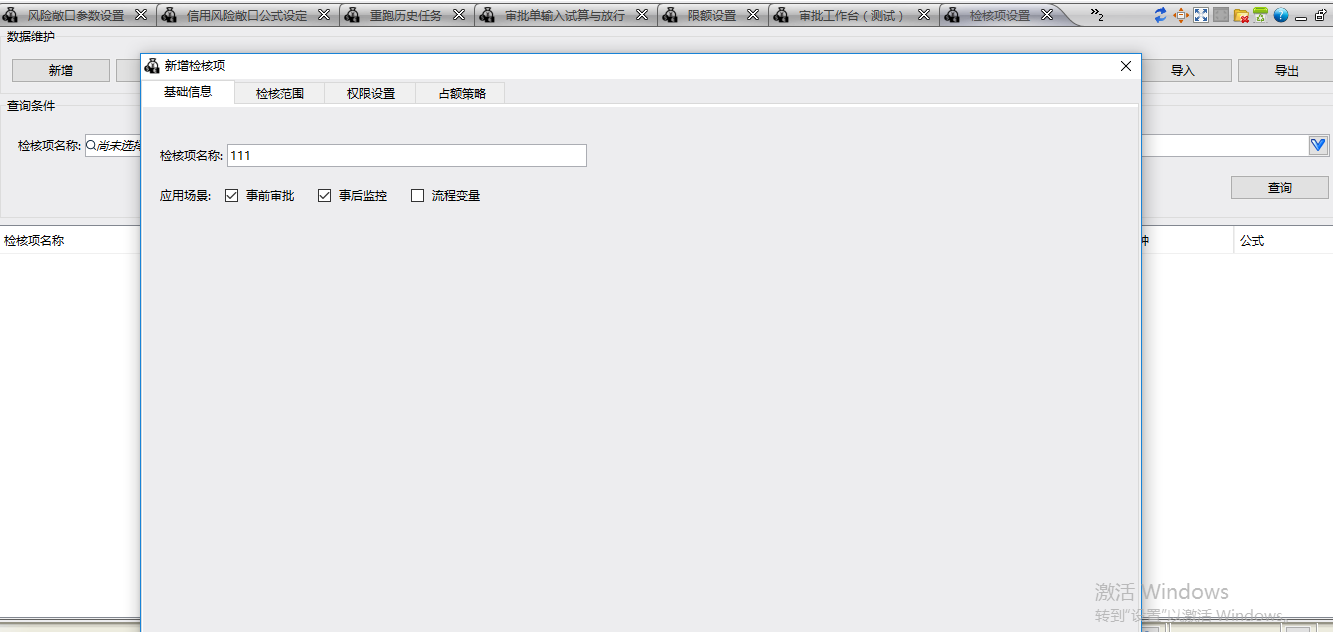 风险敞口参数设置 信用风险敞口公式设定 重跑历史任务 审批单输入试算与放行 限额设置 审批工作台（测试） 检核项设置 2
数据维护
新增 导入 导出
新增检核项
基础信息 检核范围 权限设置 占额策略
查询条件
检核项名称: 尚未选择
检核项名称: 111
应用场景: 事前审批 事后监控 流程变量
查询
检核项名称 公式
激活 Windows
转到"设置"以激活 Windows。